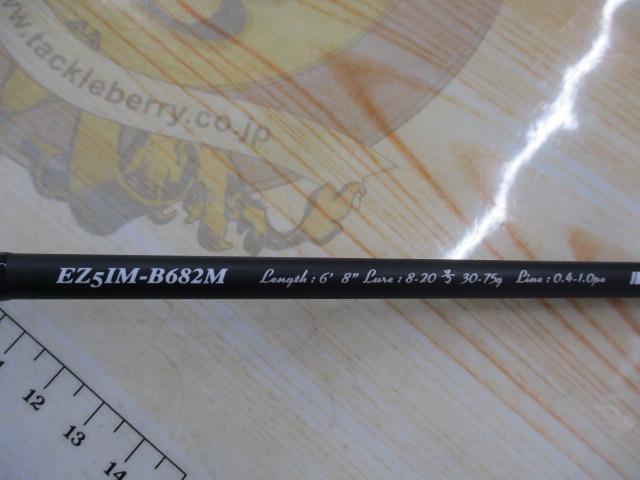 www.tackleberry.co.jp
EZ5IM-B682M Length : 6' 8" Lure : 8-20 号 30-75g Line : 0.4-1.0pe
12
13
14